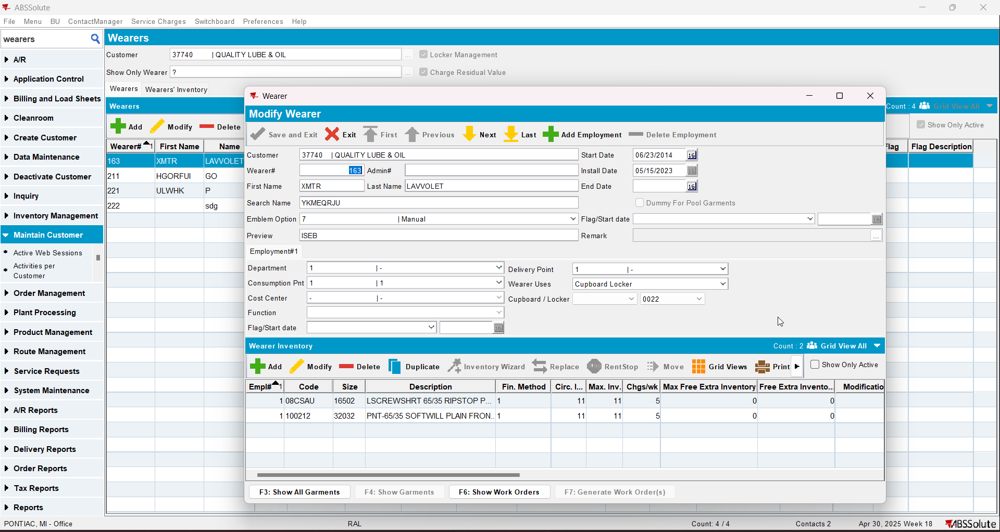 ABSSolute
File Menu BU ContactManager Service Charges Switchboard Preferences Help
wearers
Wearers
Customer 37740 | QUALITY LUBE & OIL ... Locker Management
Show Only Wearer ? ... Charge Residual Value
Wearers Wearers' Inventory
Wearers Count : 4 Grid View All
Add Modify Delete Show Only Active
Wearer# 1 First Name Name Flag Flag Description
163 XMTR LAVVOLET
211 HGORFUI GO
221 ULWHK P
222 sdg
A/R
Application Control
Billing and Load Sheets
Cleanroom
Create Customer
Data Maintenance
Deactivate Customer
Inquiry
Inventory Management
Maintain Customer
Active Web Sessions
Activities per
Customer
Order Management
Plant Processing
Product Management
Route Management
Service Requests
System Maintenance
A/R Reports
Billing Reports
Delivery Reports
Order Reports
Tax Reports
Reports
Wearer
Modify Wearer
Save and Exit Exit First Previous Next Last Add Employment Delete Employment
Customer 37740 | QUALITY LUBE & OIL Start Date 06/23/2014 16
Wearer# 163 Admin# Install Date 05/15/2023 16
First Name XMTR Last Name LAVVOLET End Date 16
Search Name YKMEQRJU Dummy For Pool Garments
Emblem Option 7 | Manual Flag/Start date 16
Preview ISEB Remark ...
Employment#1
Department 1 | - Delivery Point 1 | -
Consumption Pnt 1 | 1 Wearer Uses Cupboard Locker
Cost Center - | - Cupboard / Locker 0022
Function
Flag/Start date 16
Wearer Inventory Count : 2 Grid View All
Add Modify Delete Duplicate Inventory Wizard Replace RentStop Move Grid Views Print Show Only Active
Empl# 1 Code Size Description Fin. Method Circ. I... Max. Inv. Chgs/wk Max Free Extra Inventory Free Extra Invento... Modificatio
1 08CSAU 16502 LSCREWSHRT 65/35 RIPSTOP P... 1 11 11 5 0 0
1 100212 32032 PNT-65/35 SOFTWILL PLAIN FRON... 1 11 11 5 0 0
F3: Show All Garments F4: Show Garments F6: Show Work Orders F7: Generate Work Order(s)
PONTIAC, MI - Office RAL Count: 4 / 4 Contacts 2 Apr 30, 2025 Week 18 ABSSolute